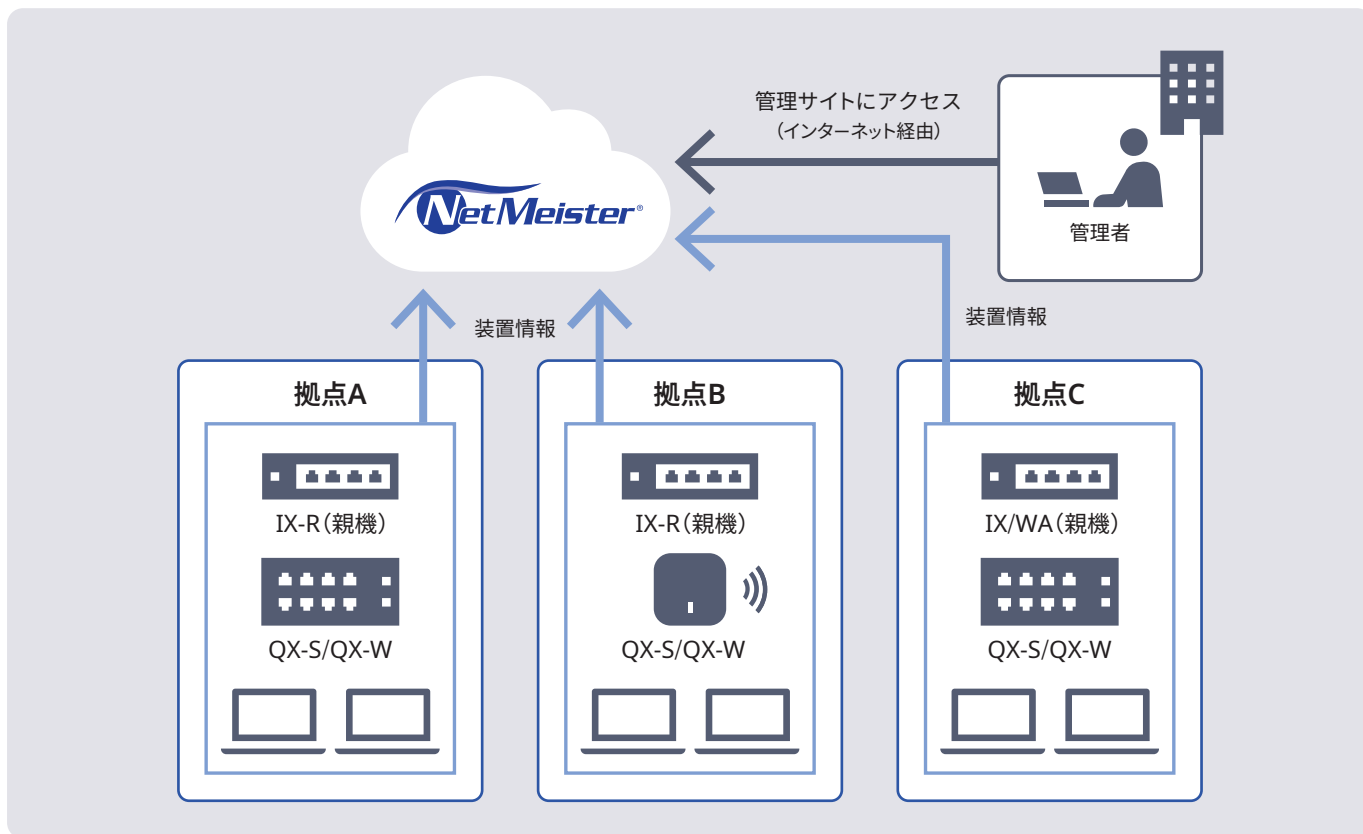 管理サイトにアクセス
（インターネット経由）
NetMeister®
管理者
装置情報
装置情報
拠点A
IX-R（親機）
QX-S/QX-W
拠点B
IX-R（親機）
QX-S/QX-W
拠点C
IX/WA（親機）
QX-S/QX-W